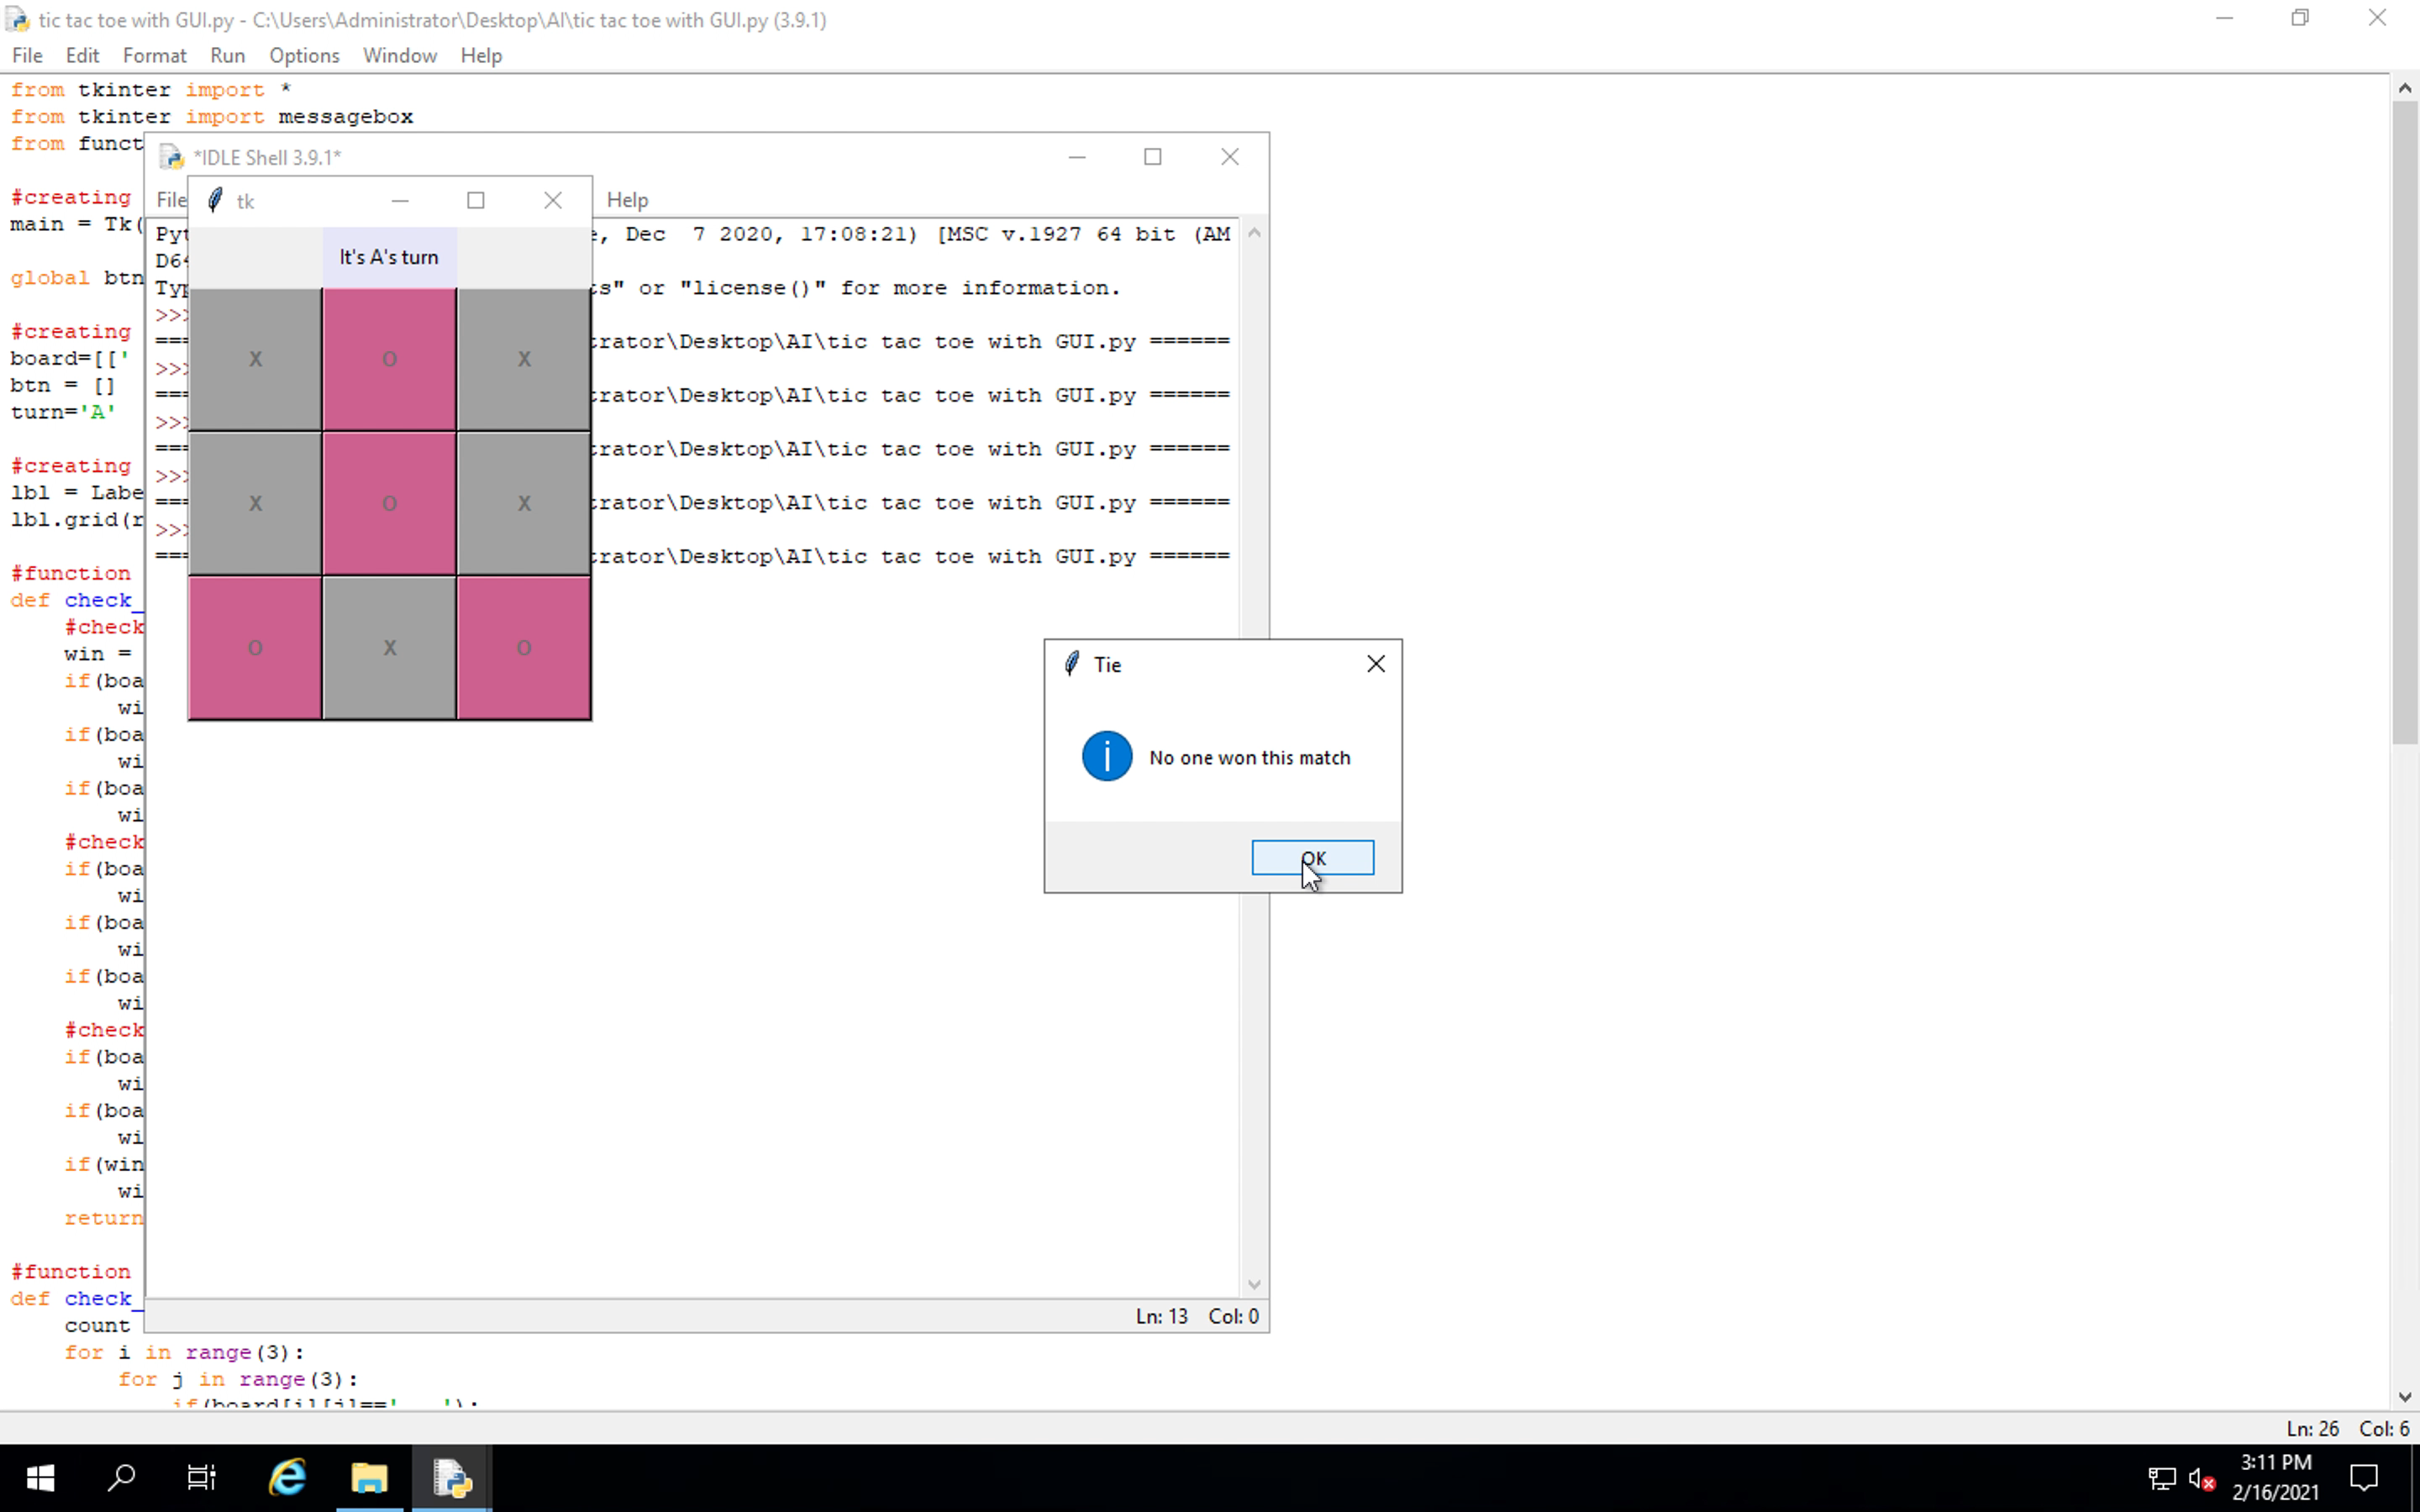 tic tac toe with GUI.py - C:\Users\Administrator\Desktop\AI\tic tac toe with GUI.py (3.9.1)
File Edit Format Run Options Window Help
from tkinter import *
from tkinter import messagebox
from funct
#creating
main = Tk(
global btn
#creating
board=[['
btn = []
turn='A'
#creating
lbl = Labe
lbl.grid(r
#function
def check_
#check
win =
if(boa
wi
if(boa
wi
if(boa
wi
#check
if(boa
wi
if(boa
wi
if(boa
wi
#check
if(boa
wi
if(boa
wi
if(win
wi
return
#function
def check_
count
for i in range(3):
for j in range(3):
if(board[i][j]==' '):
*IDLE Shell 3.9.1*
File Help
Pyt e, Dec 7 2020, 17:08:21) [MSC v.1927 64 bit (AM
D64
Typ ts" or "license()" for more information.
>>>
=== trator\Desktop\AI\tic tac toe with GUI.py ======
>>>
=== trator\Desktop\AI\tic tac toe with GUI.py ======
>>>
=== trator\Desktop\AI\tic tac toe with GUI.py ======
>>>
=== trator\Desktop\AI\tic tac toe with GUI.py ======
>>>
=== trator\Desktop\AI\tic tac toe with GUI.py ======
Ln: 13 Col: 0
tk
It's A's turn
X O X
X O X
O X O
Tie
No one won this match
OK
Ln: 26 Col: 6
3:11 PM
2/16/2021